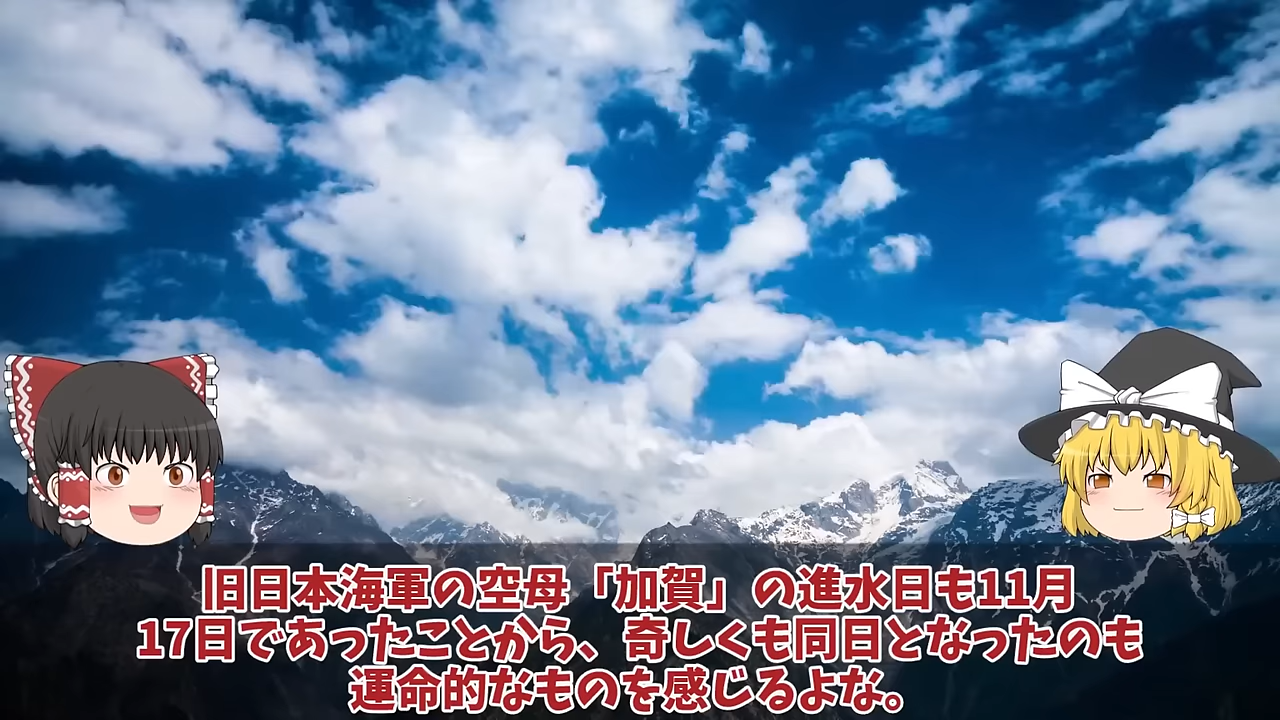 旧日本海軍の空母「加賀」の進水日も11月
17日であったことから、奇しくも同日となったのも
運命的なものを感じるよな。